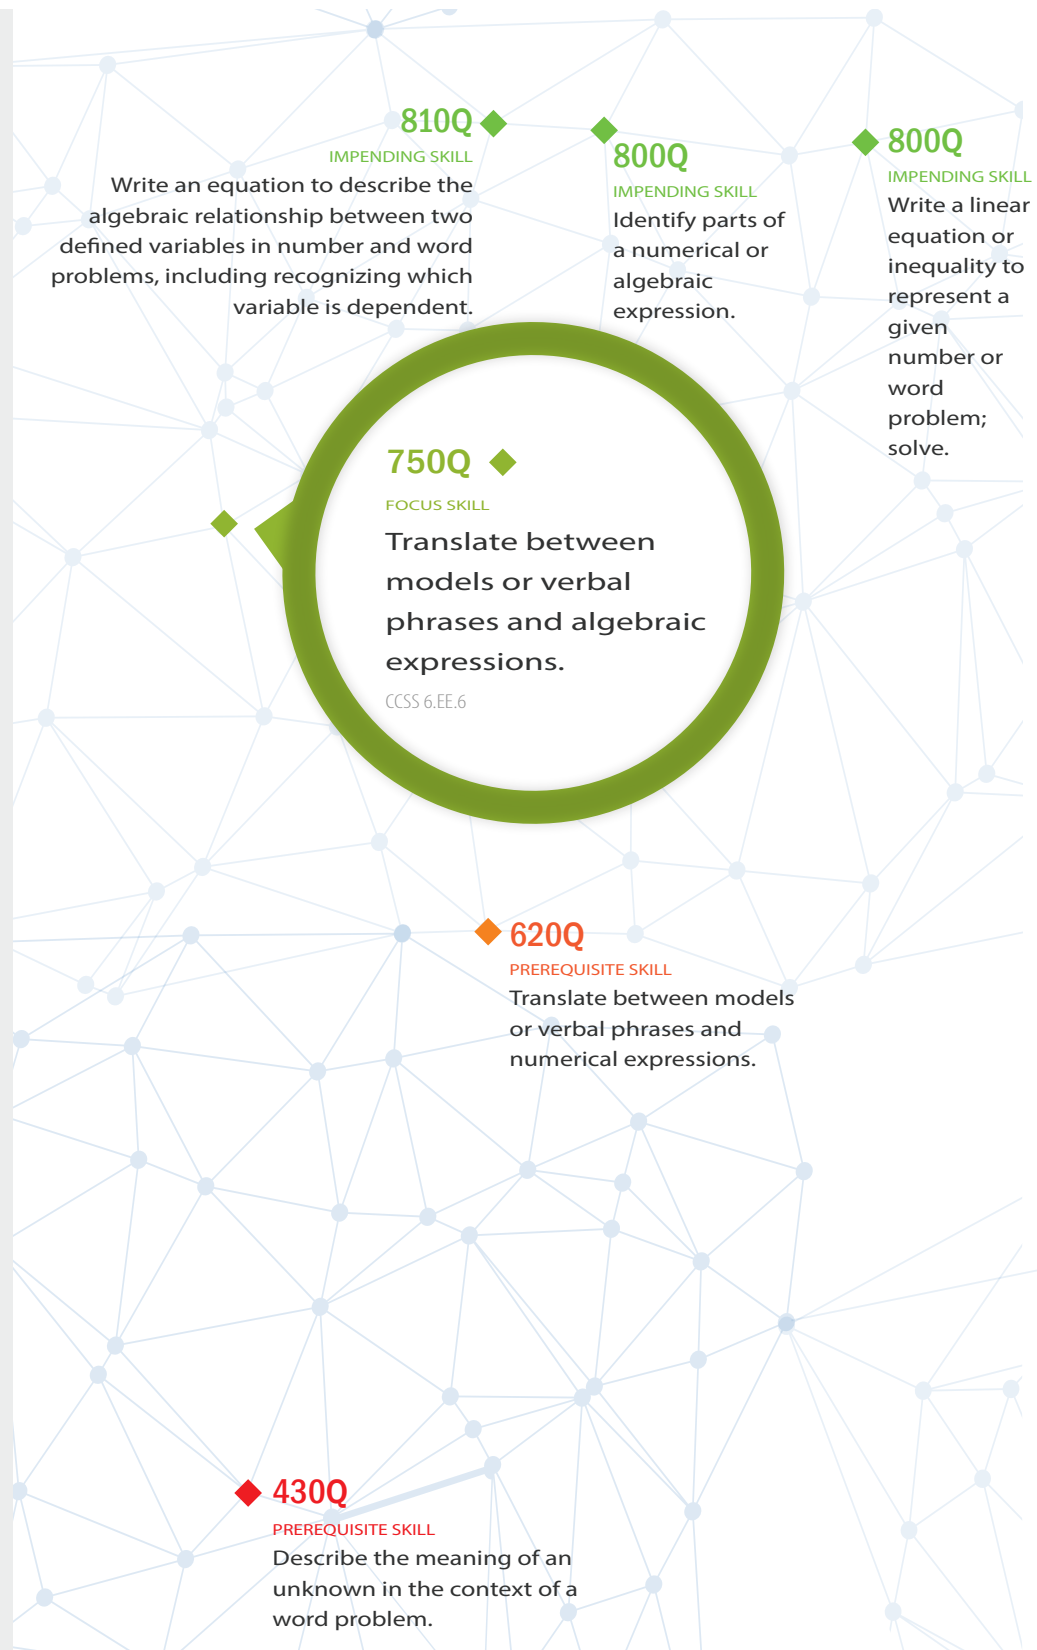 810Q
IMPENDING SKILL
Write an equation to describe the
algebraic relationship between two
defined variables in number and word
problems, including recognizing which
variable is dependent.
800Q
IMPENDING SKILL
Identify parts of
a numerical or
algebraic
expression.
800Q
IMPENDING SKILL
Write a linear
equation or
inequality to
represent a
given
number or
word
problem;
solve.
750Q
FOCUS SKILL
Translate between
models or verbal
phrases and algebraic
expressions.
CCSS 6.EE.6
620Q
PREREQUISITE SKILL
Translate between models
or verbal phrases and
numerical expressions.
430Q
PREREQUISITE SKILL
Describe the meaning of an
unknown in the context of a
word problem.